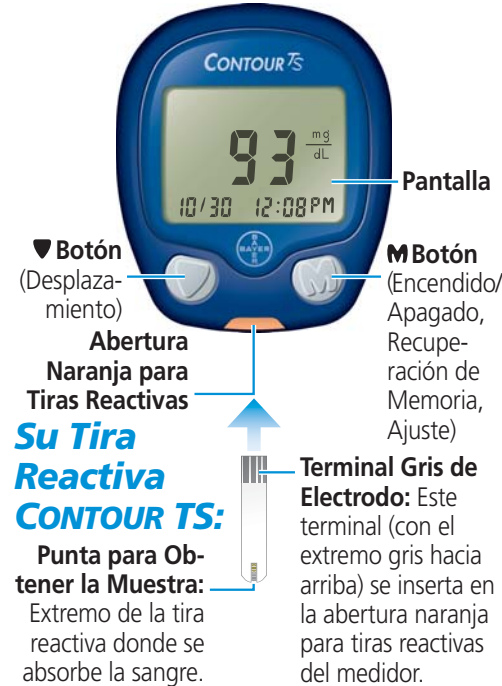 CONTOUR TS
93 mg/dL
10/30 12:08PM
Pantalla
BAYER
BAYER
Botón
(Desplaza-
miento)
M Botón
(Encendido/
Apagado,
Recupe-
ración de
Memoria,
Ajuste)
M
Abertura
Naranja para
Tiras Reactivas
Su Tira
Reactiva
CONTOUR TS:
Punta para Ob-
tener la Muestra:
Extremo de la tira
reactiva donde se
absorbe la sangre.
Terminal Gris de
Electrodo: Este
terminal (con el
extremo gris hacia
arriba) se inserta en
la abertura naranja
para tiras reactivas
del medidor.